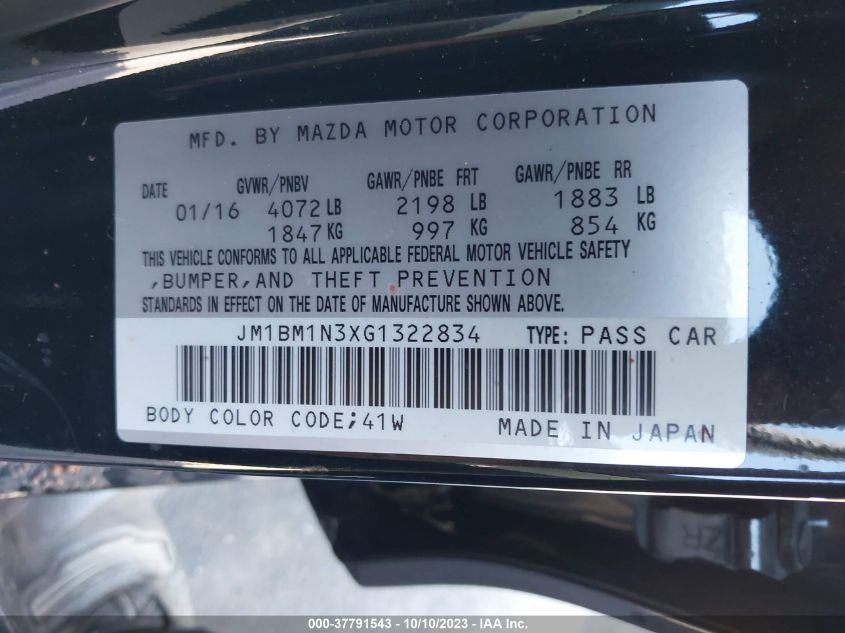 MFD. BY MAZDA MOTOR CORPORATION
DATE GVWR/PNBV GAWR/PNBE FRT GAWR/PNBE RR
01/16 4072 LB 2198 LB 1883 LB
1847 KG 997 KG 854 KG
THIS VEHICLE CONFORMS TO ALL APPLICABLE FEDERAL MOTOR VEHICLE SAFETY
,BUMPER,AND THEFT PREVENTION
STANDARDS IN EFFECT ON THE DATE OF MANUFACTURE SHOWN ABOVE.
JM1BM1N3XG1322834 TYPE: PASS CAR
BODY COLOR CODE;41W MADE IN JAPAN
ZR
000-37791543 - 10/10/2023 - IAA Inc.